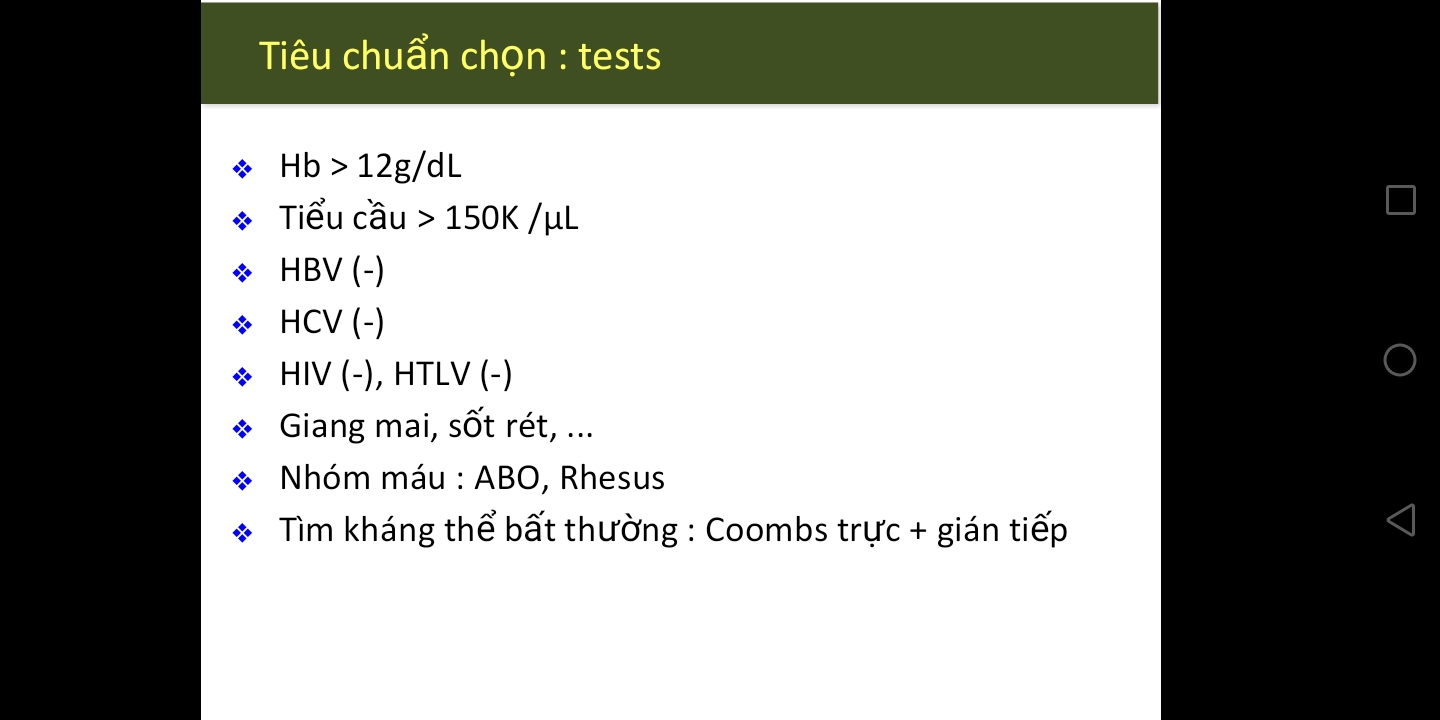 Tiêu chuẩn chọn : tests
Hb > 12g/dL
Tiểu cầu > 150K /µL
HBV (-)
HCV (-)
HIV (-), HTLV (-)
Giang mai, sốt rét, ...
Nhóm máu : ABO, Rhesus
Tìm kháng thể bất thường : Coombs trực + gián tiếp